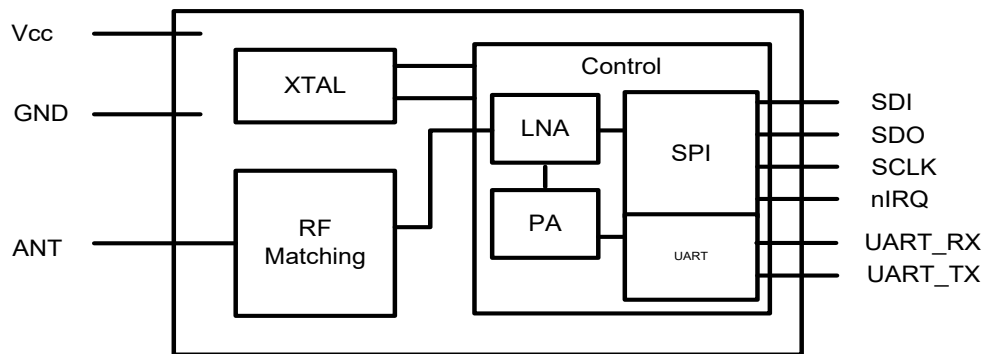 Vcc
GND
ANT
XTAL
RF
Matching
Control
LNA
PA
SPI
UART
SDI
SDO
SCLK
nIRQ
UART_RX
UART_TX